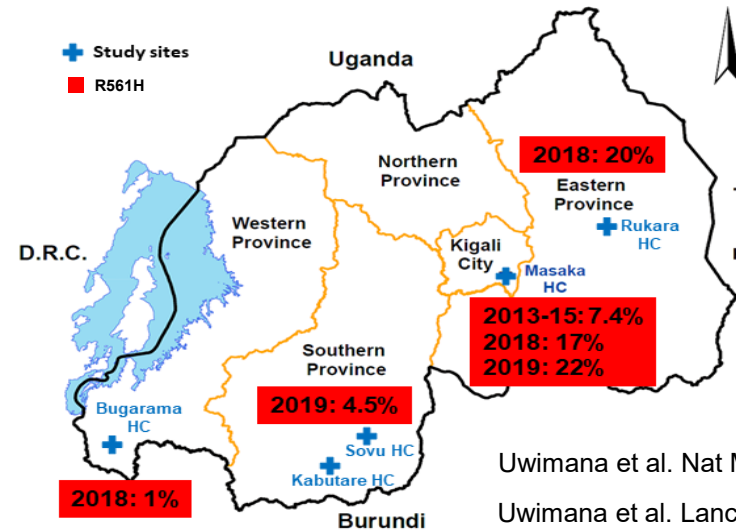 Study sites
R561H
Uganda
2018: 20%
Northern
Province
Eastern
Province
Western
Province
Rukara
HC
Kigali
City
D.R.C.
Masaka
HC
2013-15: 7.4%
2018: 17%
2019: 22%
Southern
Province
2019: 4.5%
Bugarama
HC
Sovu HC
Kabutare HC
Uwimana et al. Nat
2018: 1%
Uwimana et al. Lanc
Burundi